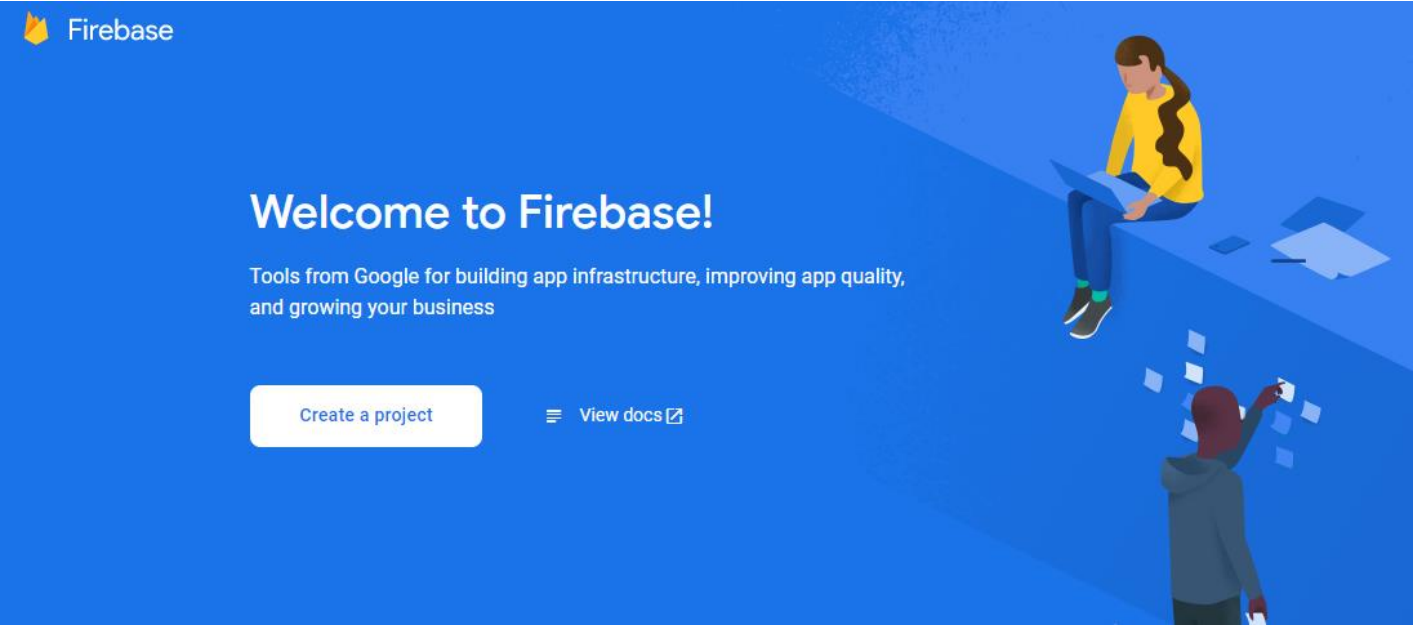 Firebase
Welcome to Firebase!
Tools from Google for building app infrastructure, improving app quality,
and growing your business
Create a project
View docs